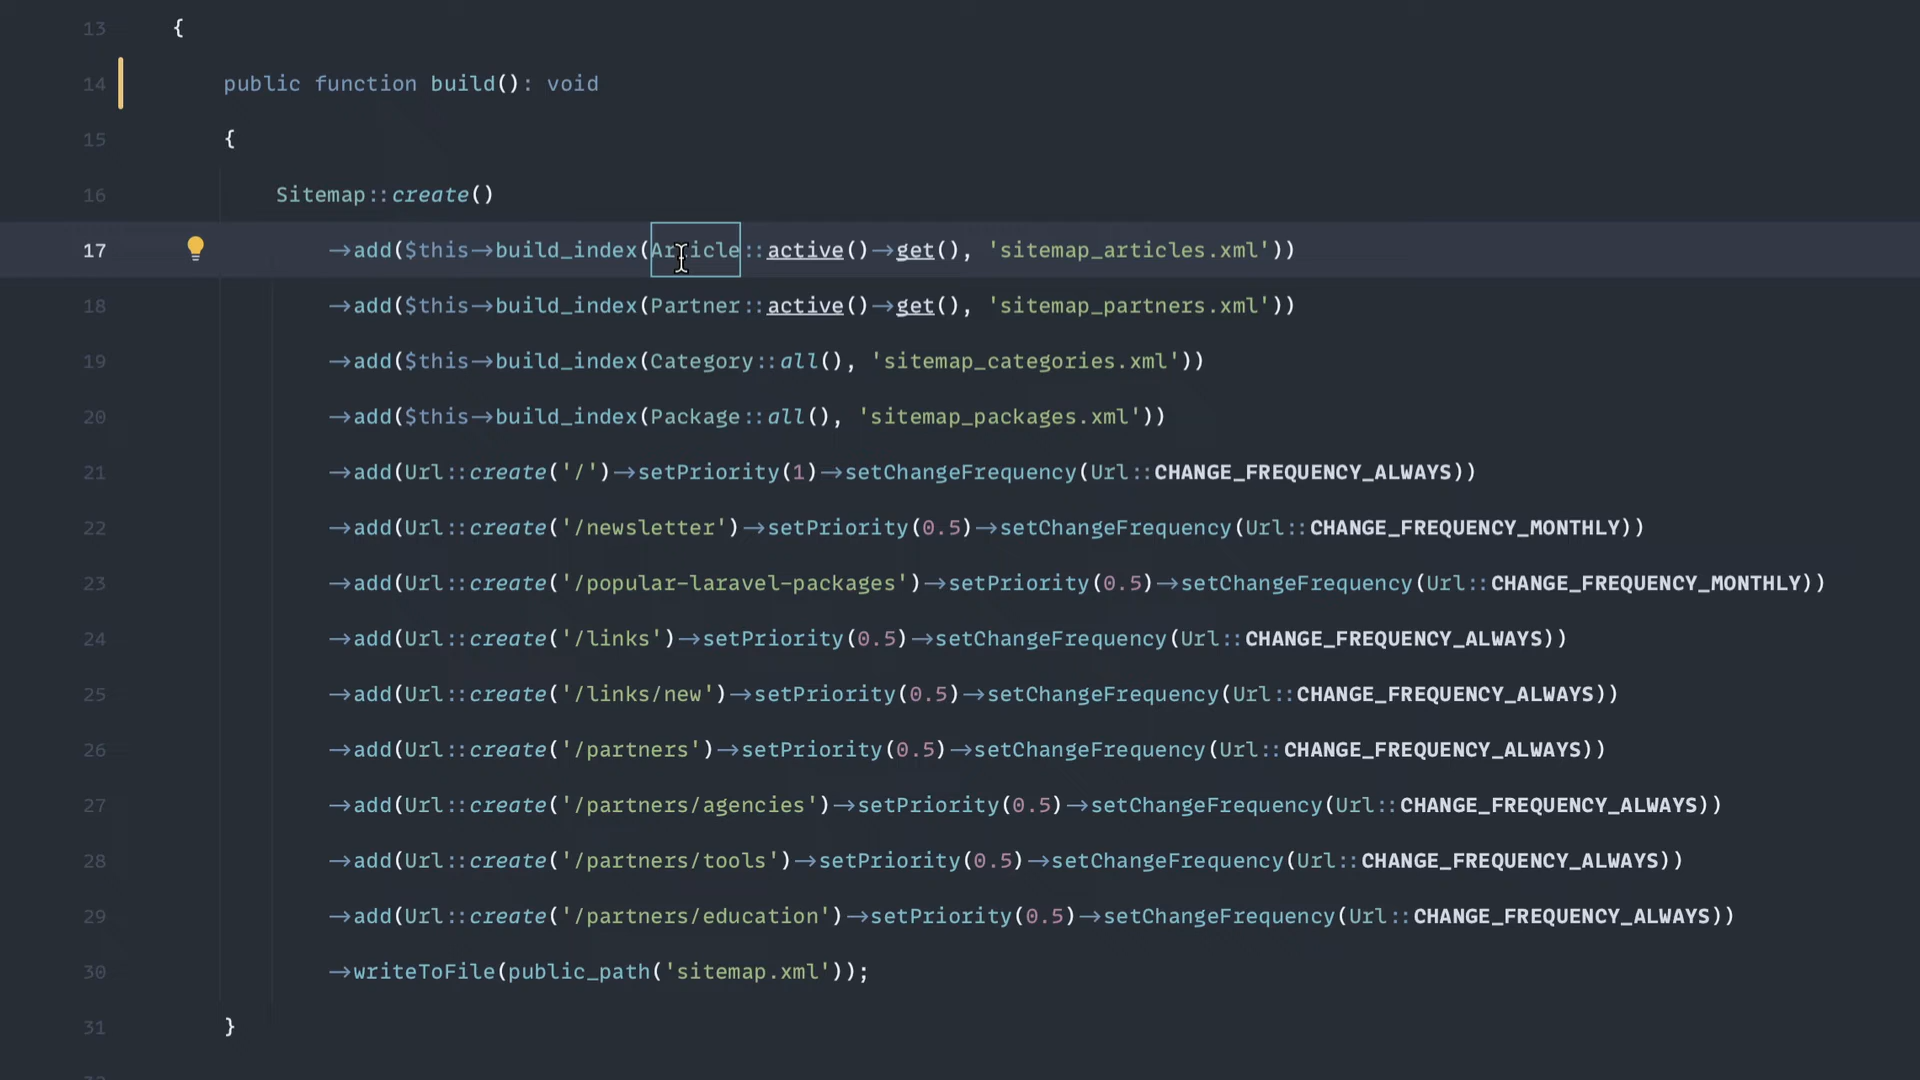 13 {
14 public function build(): void
15 {
16 Sitemap::create()
17 ->add($this->build_index(Article::active()->get(), 'sitemap_articles.xml'))
18 ->add($this->build_index(Partner::active()->get(), 'sitemap_partners.xml'))
19 ->add($this->build_index(Category::all(), 'sitemap_categories.xml'))
20 ->add($this->build_index(Package::all(), 'sitemap_packages.xml'))
21 ->add(Url::create('/')->setPriority(1)->setChangeFrequency(Url::CHANGE_FREQUENCY_ALWAYS))
22 ->add(Url::create('/newsletter')->setPriority(0.5)->setChangeFrequency(Url::CHANGE_FREQUENCY_MONTHLY))
23 ->add(Url::create('/popular-laravel-packages')->setPriority(0.5)->setChangeFrequency(Url::CHANGE_FREQUENCY_MONTHLY))
24 ->add(Url::create('/links')->setPriority(0.5)->setChangeFrequency(Url::CHANGE_FREQUENCY_ALWAYS))
25 ->add(Url::create('/links/new')->setPriority(0.5)->setChangeFrequency(Url::CHANGE_FREQUENCY_ALWAYS))
26 ->add(Url::create('/partners')->setPriority(0.5)->setChangeFrequency(Url::CHANGE_FREQUENCY_ALWAYS))
27 ->add(Url::create('/partners/agencies')->setPriority(0.5)->setChangeFrequency(Url::CHANGE_FREQUENCY_ALWAYS))
28 ->add(Url::create('/partners/tools')->setPriority(0.5)->setChangeFrequency(Url::CHANGE_FREQUENCY_ALWAYS))
29 ->add(Url::create('/partners/education')->setPriority(0.5)->setChangeFrequency(Url::CHANGE_FREQUENCY_ALWAYS))
30 ->writeToFile(public_path('sitemap.xml'));
31 }